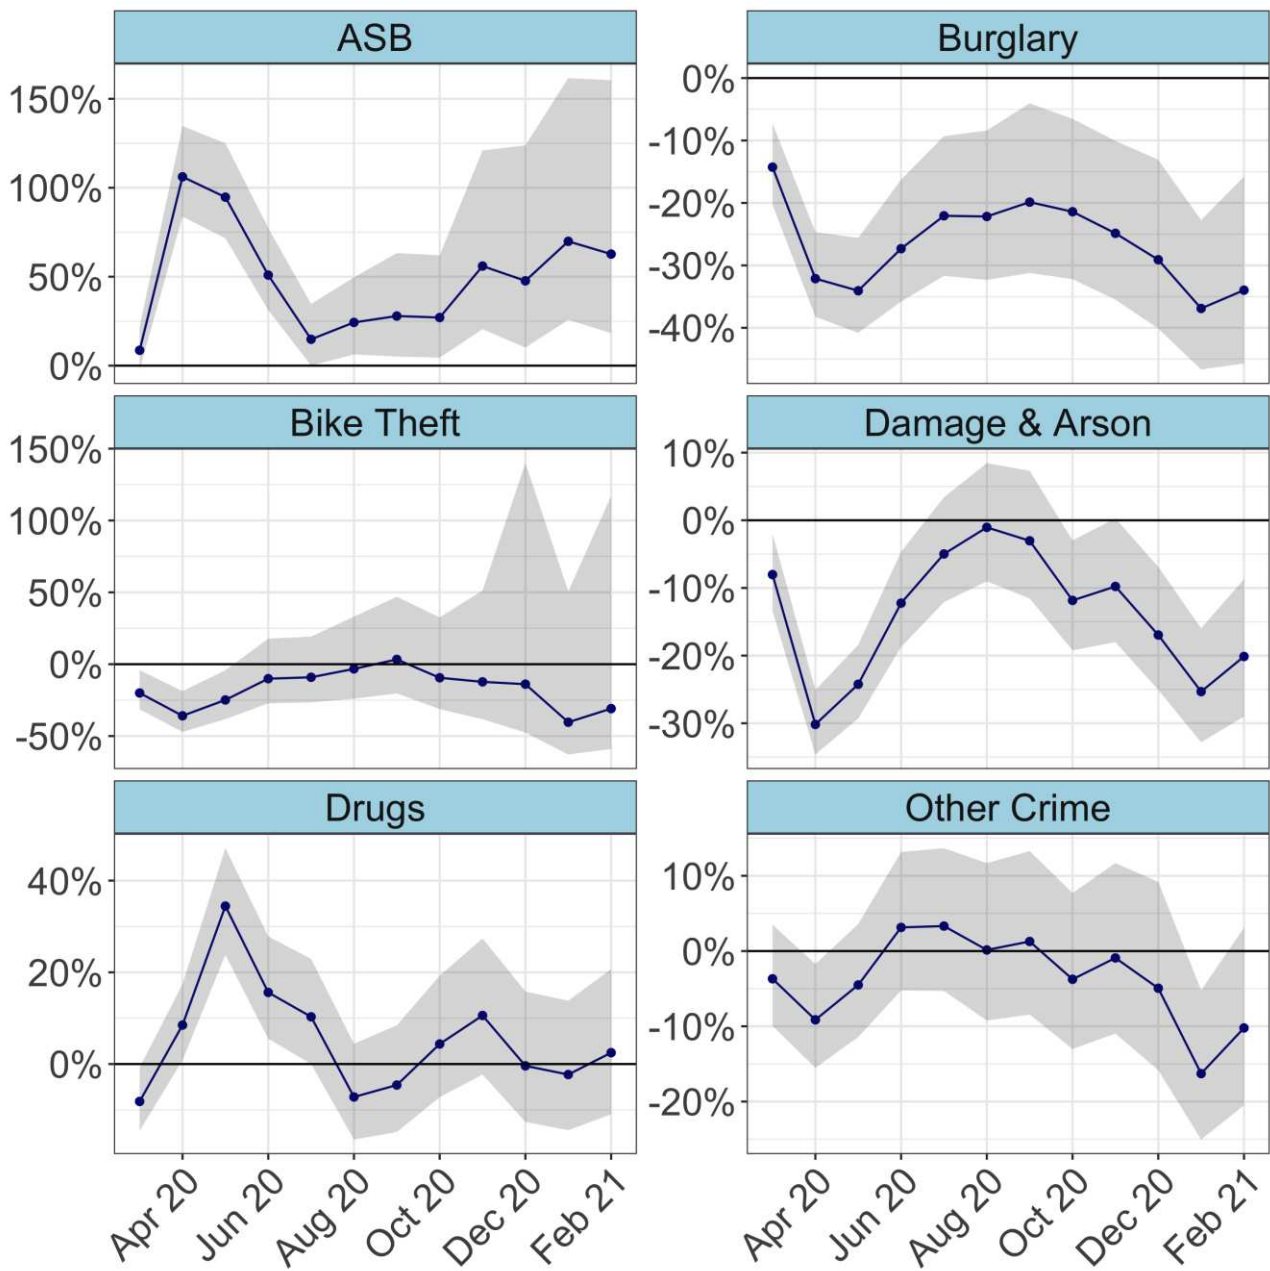 ASB
Burglary
150%
100%
50%
0%
0%
-10%
-20%
-30%
-40%
Bike Theft
Damage & Arson
150%
100%
50%
0%
-50%
10%
0%
-10%
-20%
-30%
Drugs
Other Crime
40%
20%
0%
10%
0%
-10%
-20%
Apr 20
Jun 20
Aug 20
Oct 20
Dec 20
Feb 21
Apr 20
Jun 20
Aug 20
Oct 20
Dec 20
Feb 21